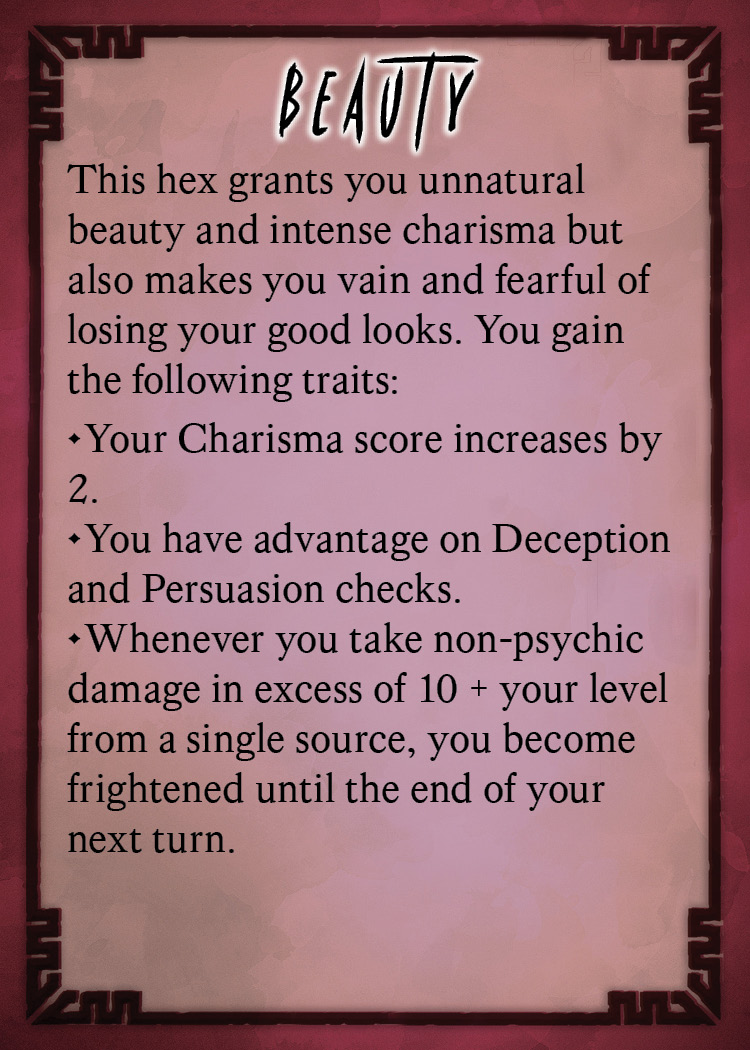 BEAUTY
This hex grants you unnatural
beauty and intense charisma but
also makes you vain and fearful of
losing your good looks. You gain
the following traits:
⬩Your Charisma score increases by
2.
⬩You have advantage on Deception
and Persuasion checks.
⬩Whenever you take non-psychic
damage in excess of 10 + your level
from a single source, you become
frightened until the end of your
next turn.